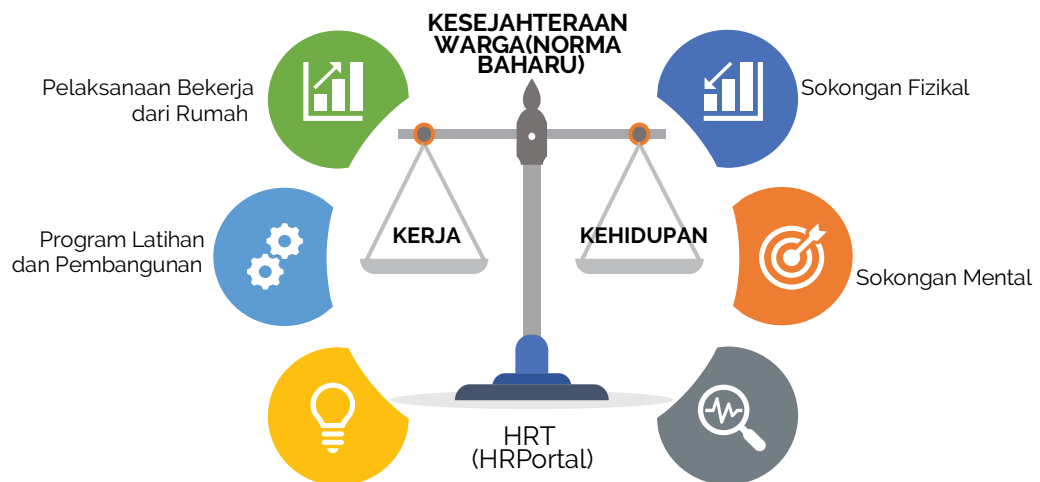 KESEJAHTERAAN
WARGA(NORMA
BAHARU)
Pelaksanaan Bekerja
dari Rumah
Sokongan Fizikal
KERJA
KEHIDUPAN
Program Latihan
dan Pembangunan
Sokongan Mental
HRT
(HRPortal)